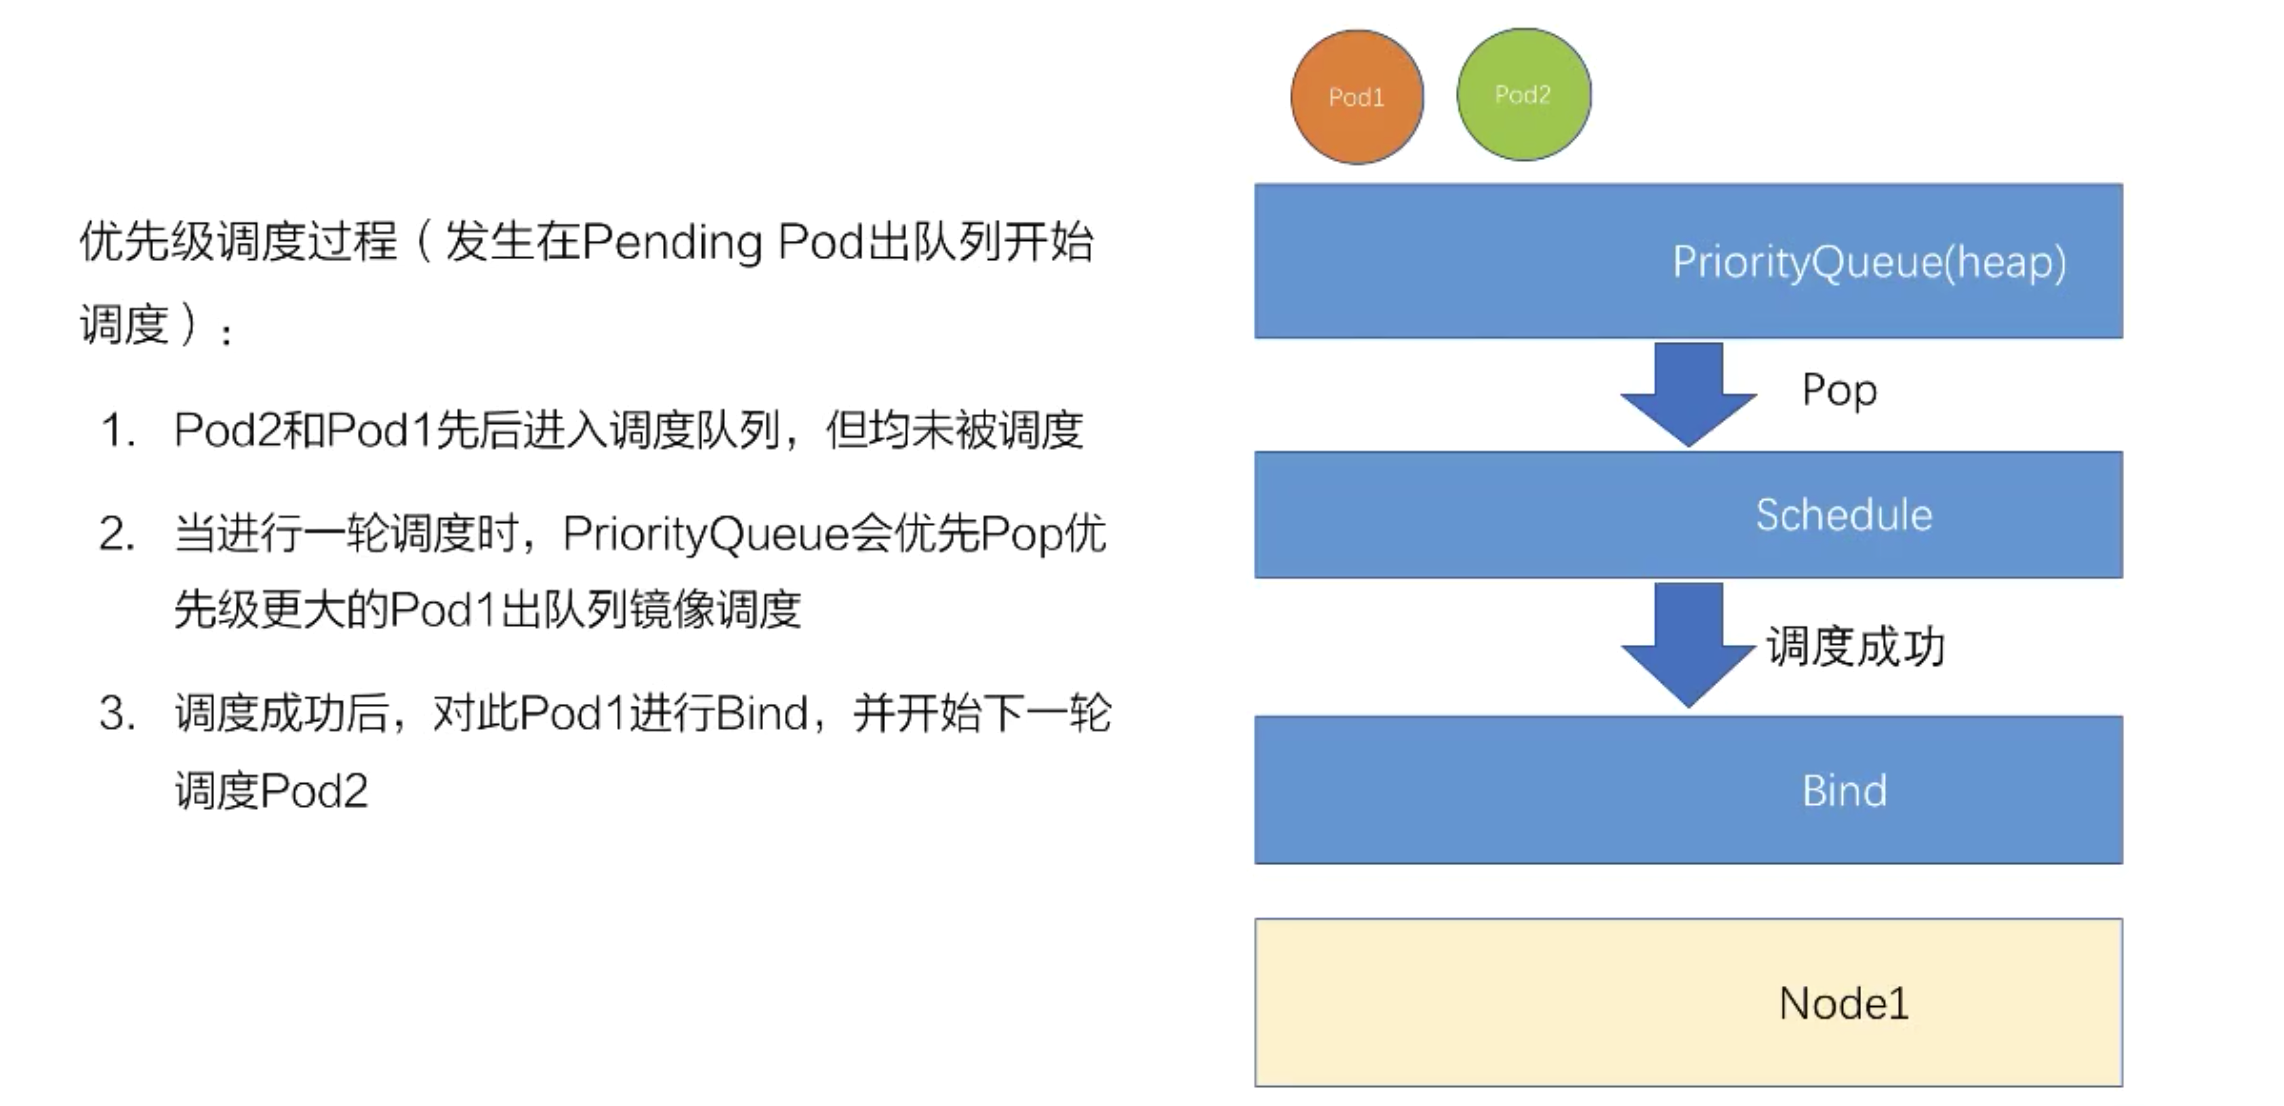 优先级调度过程（发生在Pending Pod出队列开始
调度）：
1. Pod2和Pod1先后进入调度队列，但均未被调度
2. 当进行一轮调度时，PriorityQueue会优先Pop优
先级更大的Pod1出队列镜像调度
3. 调度成功后，对此Pod1进行Bind，并开始下一轮
调度Pod2
Pod1
Pod2
PriorityQueue(heap)
Pop
Schedule
调度成功
Bind
Node1